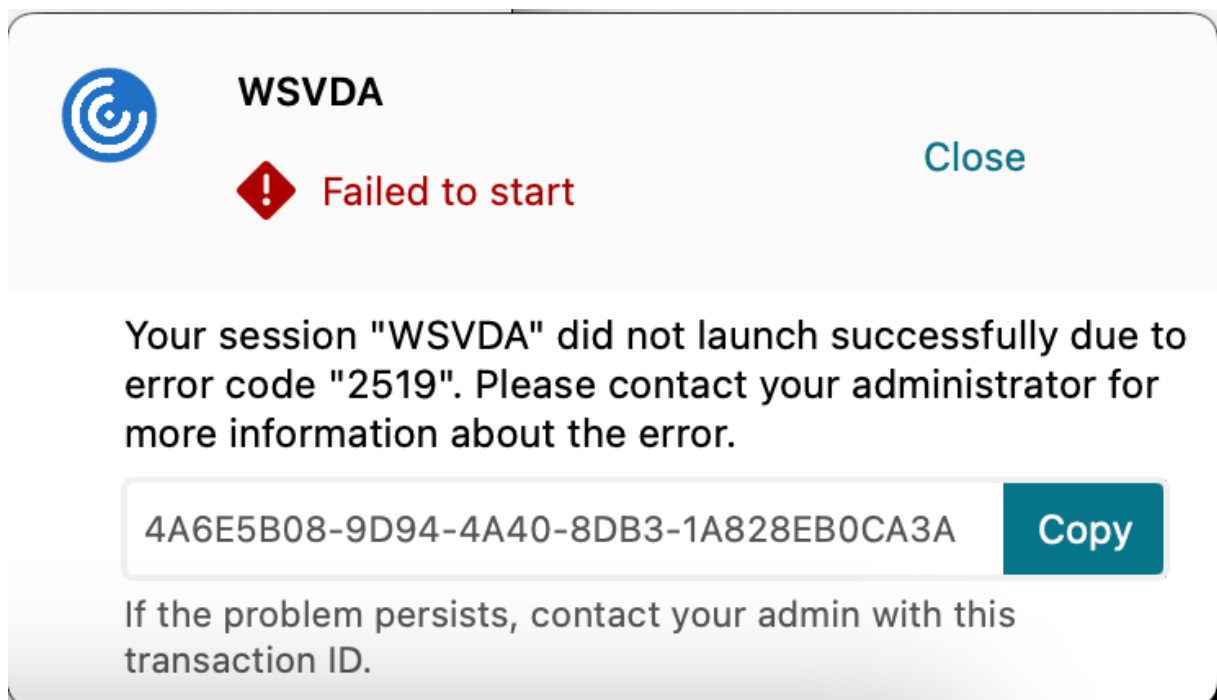 WSVDA
Close
Failed to start
Your session "WSVDA" did not launch successfully due to
error code "2519". Please contact your administrator for
more information about the error.
4A6E5B08-9D94-4A40-8DB3-1A828EB0CA3A
Copy
If the problem persists, contact your admin with this
transaction ID.